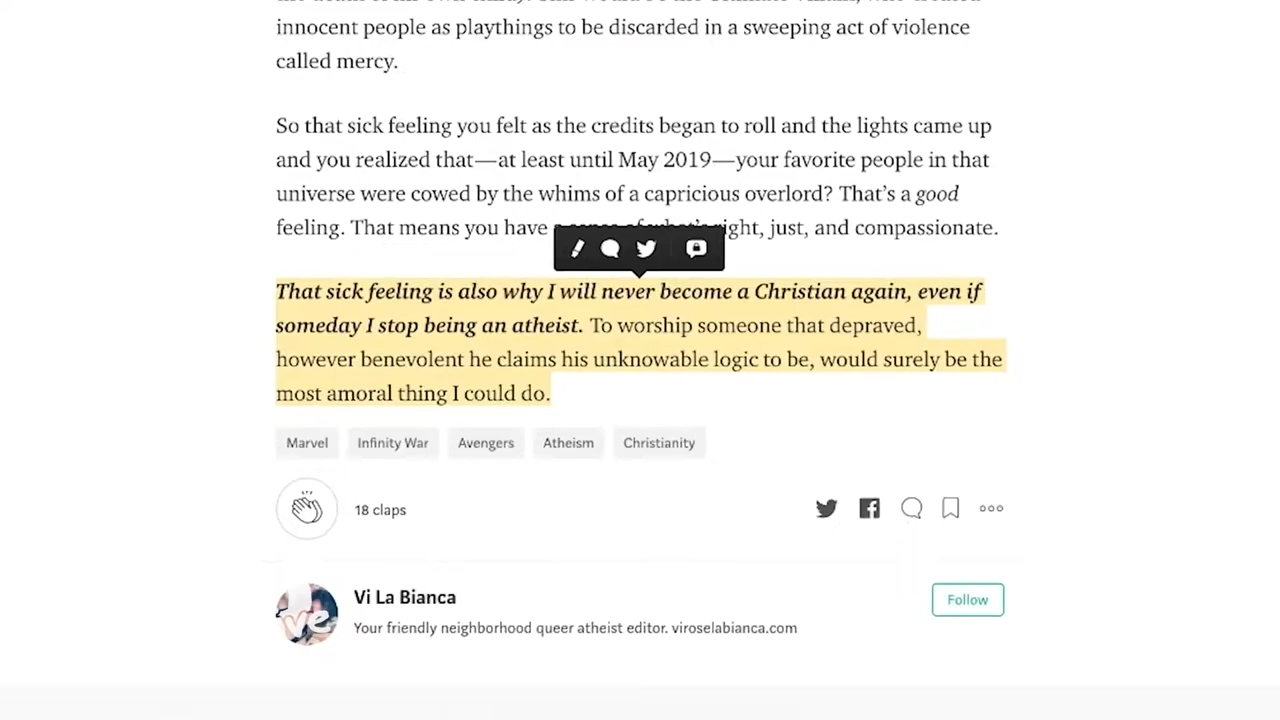 innocent people as playthings to be discarded in a sweeping act of violence
called mercy.
So that sick feeling you felt as the credits began to roll and the lights came up
and you realized that—at least until May 2019—your favorite people in that
universe were cowed by the whims of a capricious overlord? That’s a good
feeling. That means you have a sense of what’s right, just, and compassionate.
That sick feeling is also why I will never become a Christian again, even if
someday I stop being an atheist. To worship someone that depraved,
however benevolent he claims his unknowable logic to be, would surely be the
most amoral thing I could do.
Marvel Infinity War Avengers Atheism Christianity
18 claps
ve
Vi La Bianca
Follow
Your friendly neighborhood queer atheist editor. viroselabianca.com